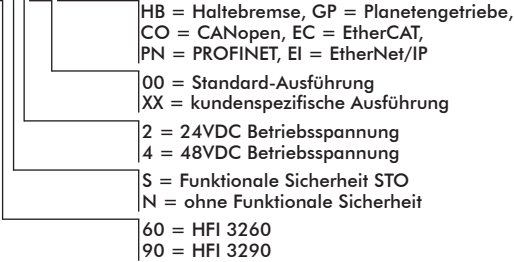 HB = Haltebremse, GP = Planetengetriebe,
CO = CANopen, EC = EtherCAT,
PN = PROFINET, EI = EtherNet/IP
00 = Standard-Ausführung
XX = kundenspezifische Ausführung
2 = 24VDC Betriebsspannung
4 = 48VDC Betriebsspannung
S = Funktionale Sicherheit STO
N = ohne Funktionale Sicherheit
60 = HFI 3260
90 = HFI 3290